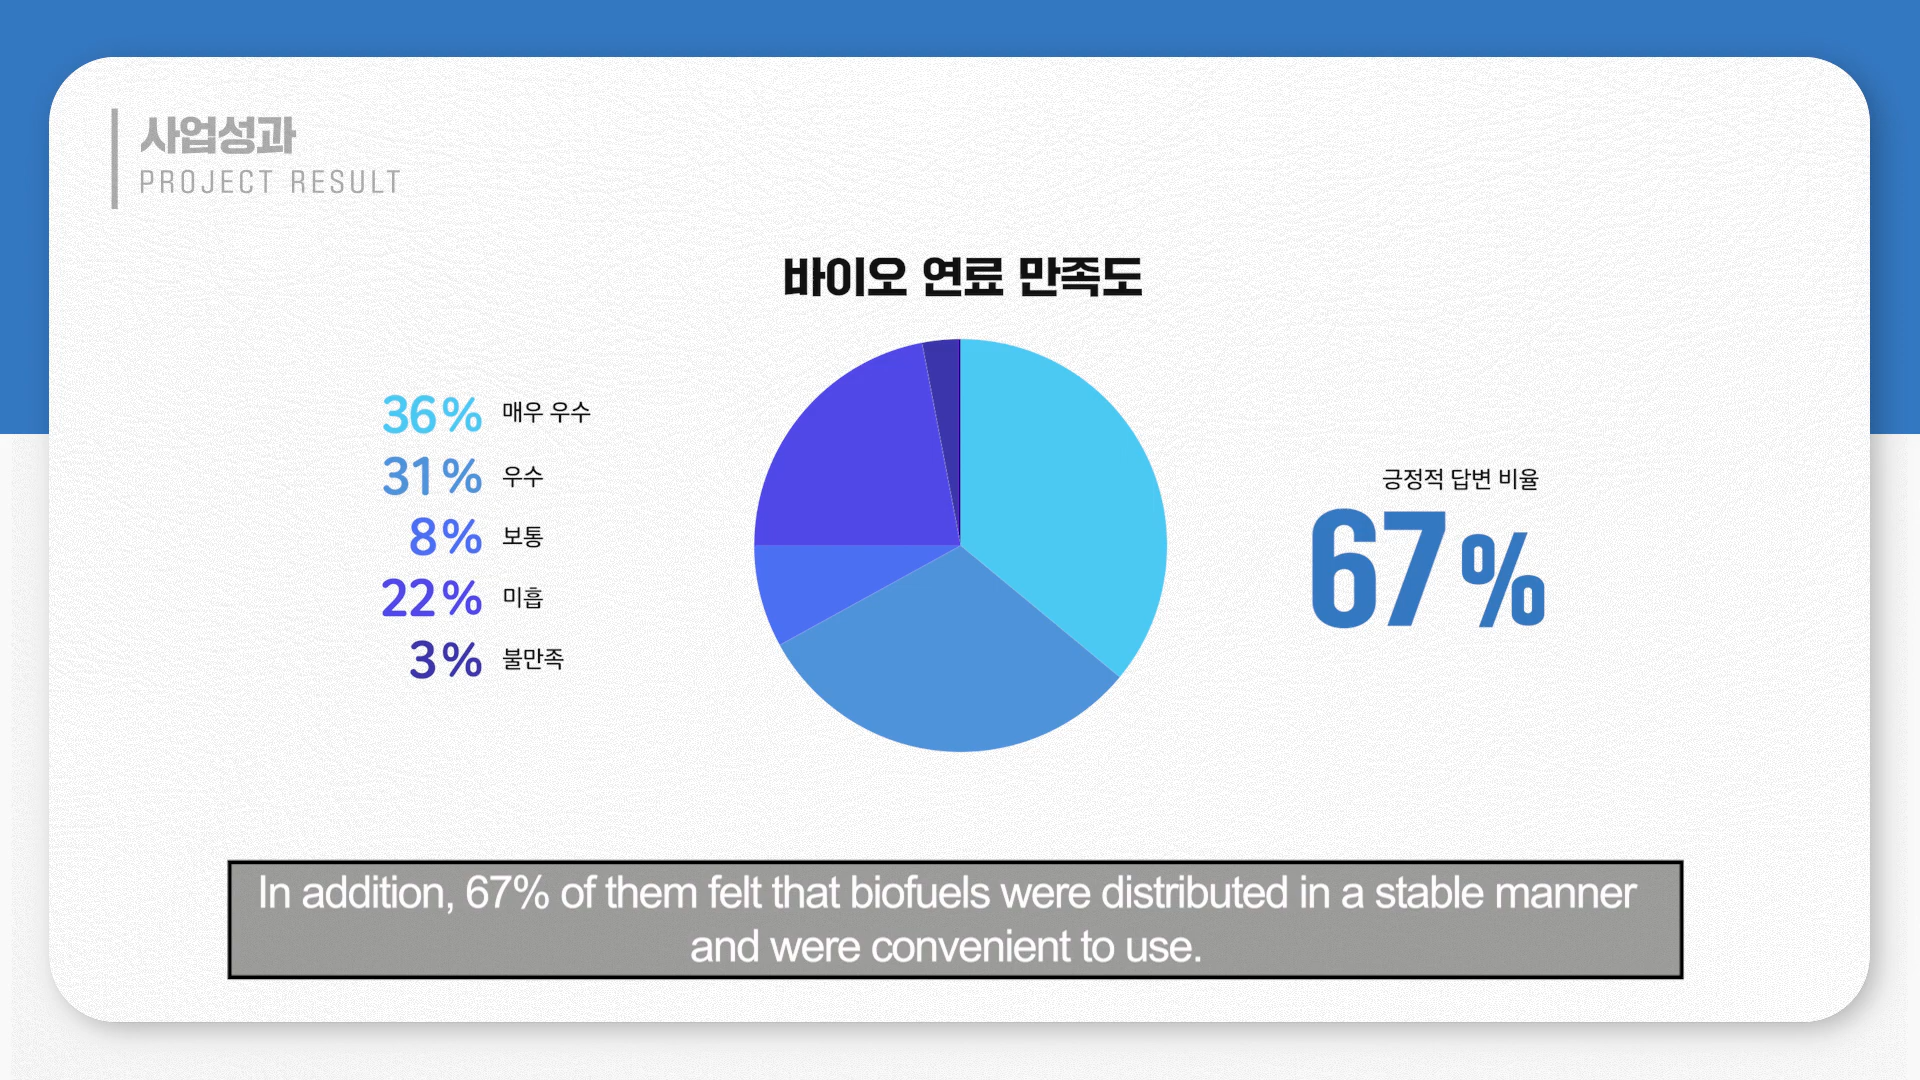 사업성과
PROJECT RESULT
바이오 연료 만족도
36% 매우 우수
31% 우수
8% 보통
22% 미흡
3% 불만족
긍정적 답변 비율
67%
In addition, 67% of them felt that biofuels were distributed in a stable manner
and were convenient to use.